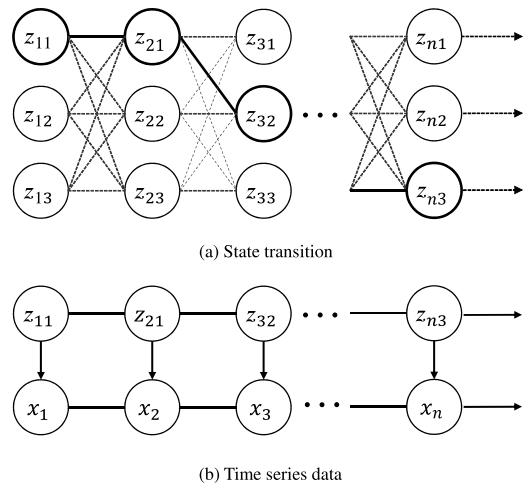 z11 z21 z31 z𝑛1
z12 z22 z32 • • • z𝑛2
z13 z23 z33 z𝑛3
(a) State transition
z11 z21 z32 • • • z𝑛3
x1 x2 x3 • • • x𝑛
(b) Time series data